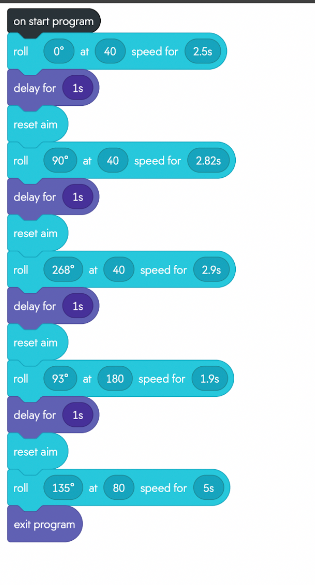 on start program
roll 0° at 40 speed for 2.5s
delay for 1s
reset aim
roll 90° at 40 speed for 2.82s
delay for 1s
reset aim
roll 268° at 40 speed for 2.9s
delay for 1s
reset aim
roll 93° at 180 speed for 1.9s
delay for 1s
reset aim
roll 135° at 80 speed for 5s
exit program